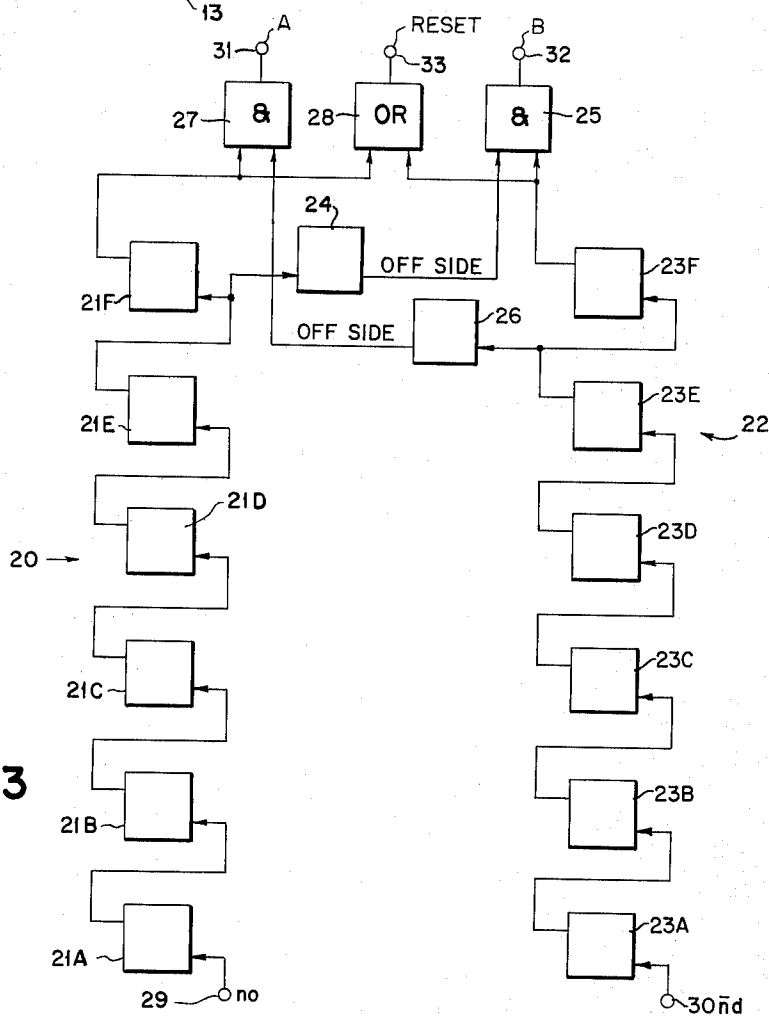 13
A
RESET
B
31
33
32
27
&
28
OR
&
25
24
21F
OFF SIDE
23F
OFF SIDE
26
21E
23E
22
21D
20
23D
21C
23C
3
21B
23B
21A
23A
29
no
30
n̄d